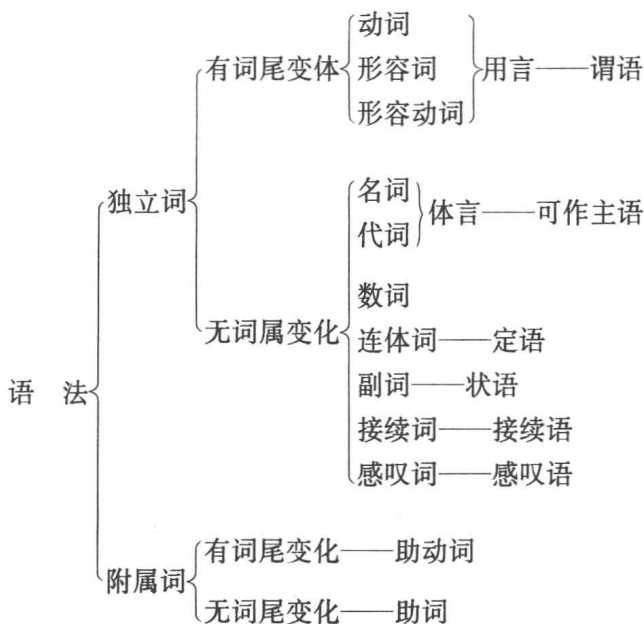 动词
有词尾变体 形容词 用言——谓语
形容动词
独立词
名词
体言——可作主语
代词
数词
无词属变化
连体词——定语
语 法
副词——状语
接续词——接续语
感叹词——感叹语
有词尾变化——助动词
附属词
无词尾变化——助词